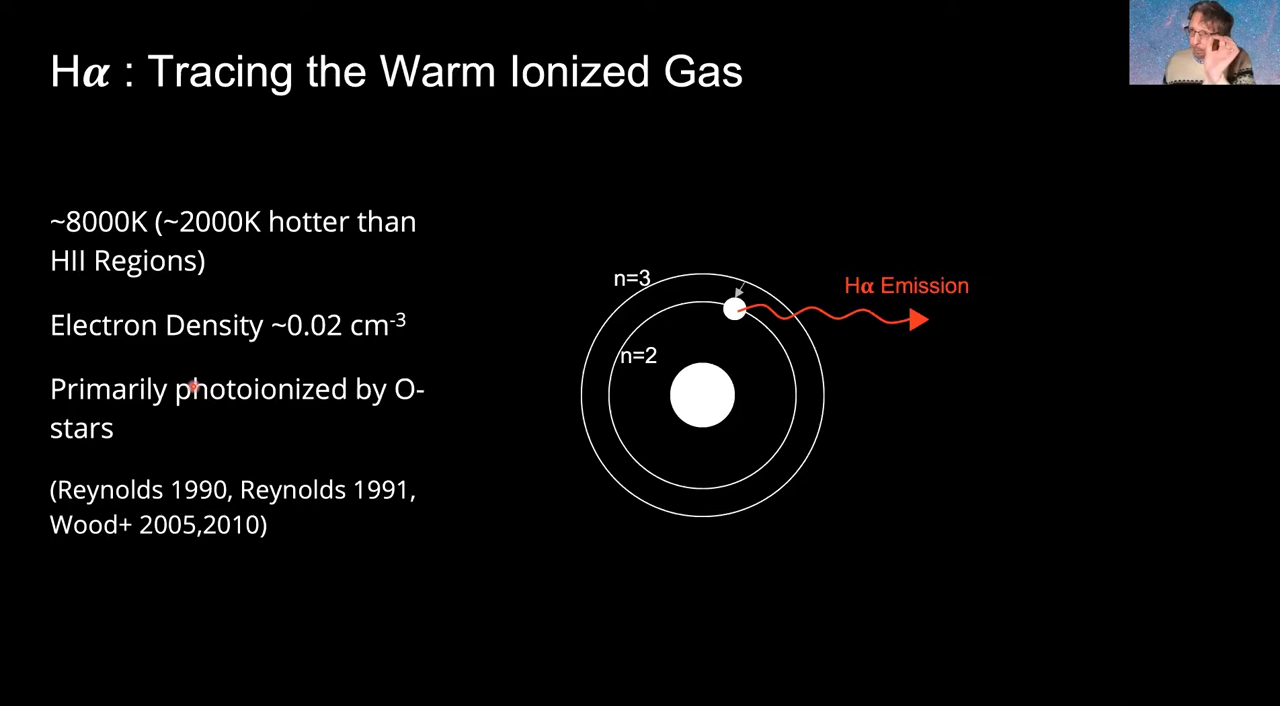 H𝜶 : Tracing the Warm Ionized Gas
~8000K (~2000K hotter than
HII Regions)
Electron Density ~0.02 cm-3
Primarily photoionized by O-
stars
(Reynolds 1990, Reynolds 1991,
Wood+ 2005,2010)
n=3
n=2
H𝛂 Emission